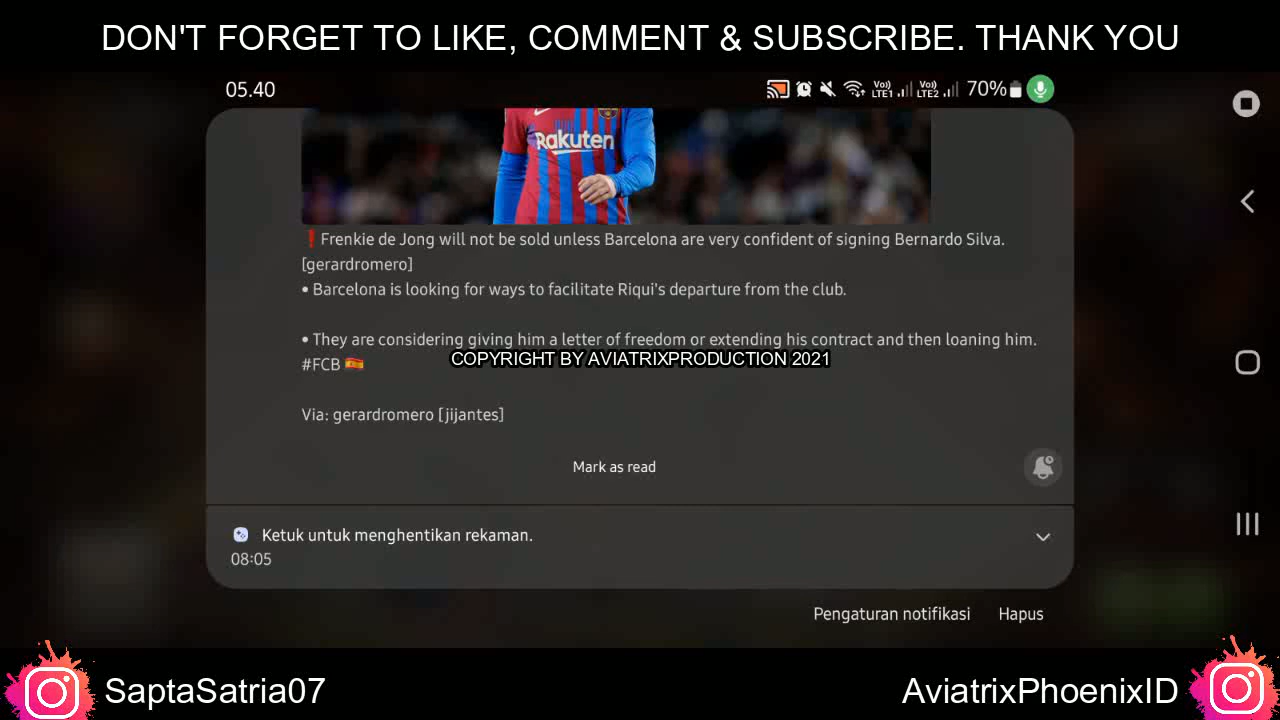 DON'T FORGET TO LIKE, COMMENT & SUBSCRIBE. THANK YOU
05.40
Vo)) LTE1 Vo)) LTE2 70%
Rakuten
❗Frenkie de Jong will not be sold unless Barcelona are very confident of signing Bernardo Silva.
[gerardromero]
• Barcelona is looking for ways to facilitate Riqui's departure from the club.
• They are considering giving him a letter of freedom or extending his contract and then loaning him.
#FCB 🇪🇸
COPYRIGHT BY AVIATRIXPRODUCTION 2021
Via: gerardromero [jijantes]
Mark as read
Ketuk untuk menghentikan rekaman.
08:05
Pengaturan notifikasi Hapus
SaptaSatria07
AviatrixPhoenixID